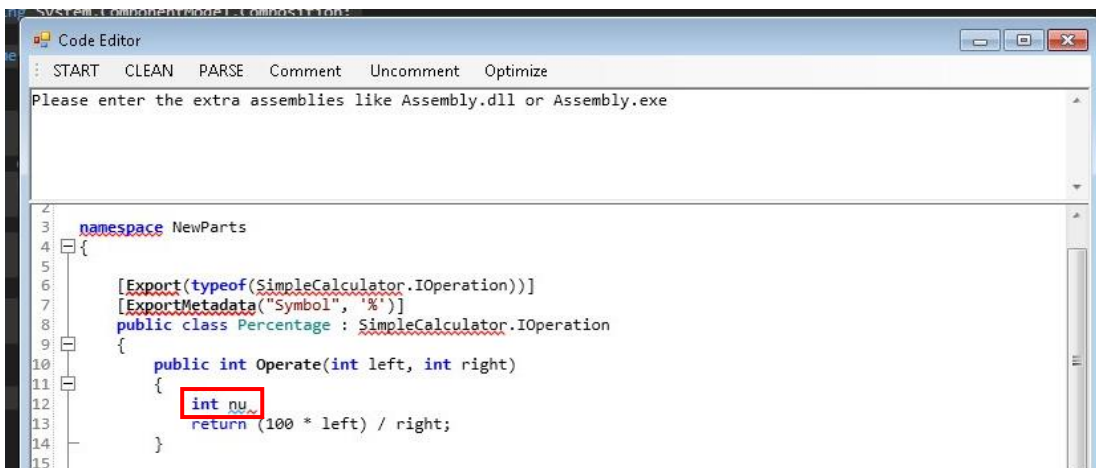 System.ComponentModel.Composition;
Code Editor
START CLEAN PARSE Comment Uncomment Optimize
Please enter the extra assemblies like Assembly.dll or Assembly.exe
2
3 namespace NewParts
4 {
5
6 [Export(typeof(SimpleCalculator.IOperation))]
7 [ExportMetadata("Symbol", '%')]
8 public class Percentage : SimpleCalculator.IOperation
9 {
10 public int Operate(int left, int right)
11 {
12 int nu
13 return (100 * left) / right;
14 }
15